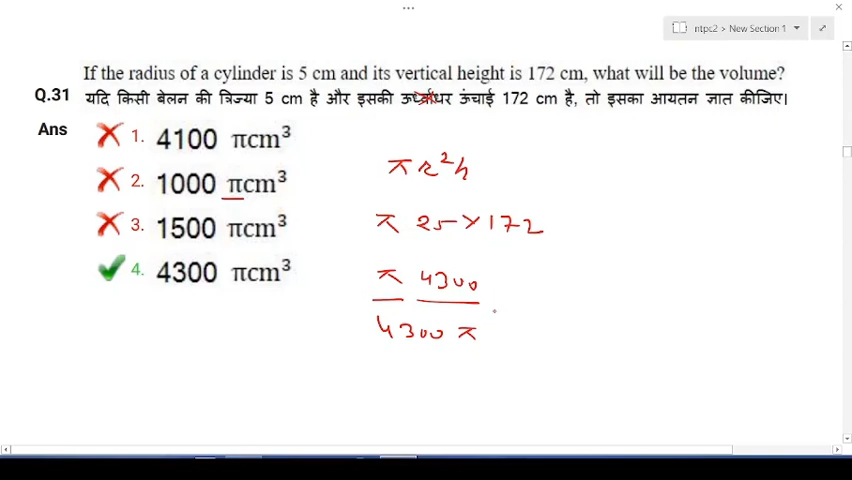 ntpc2 > New Section 1
If the radius of a cylinder is 5 cm and its vertical height is 172 cm, what will be the volume?
Q.31
यदि किसी बेलन की त्रिज्या 5 cm है और इसकी ऊर्ध्वाधर ऊंचाई 172 cm है, तो इसका आयतन ज्ञात कीजिए।
Ans
1. 4100 πcm³
2. 1000 πcm³
3. 1500 πcm³
4. 4300 πcm³
π r²h
π 25×172
π 4300
4300 π